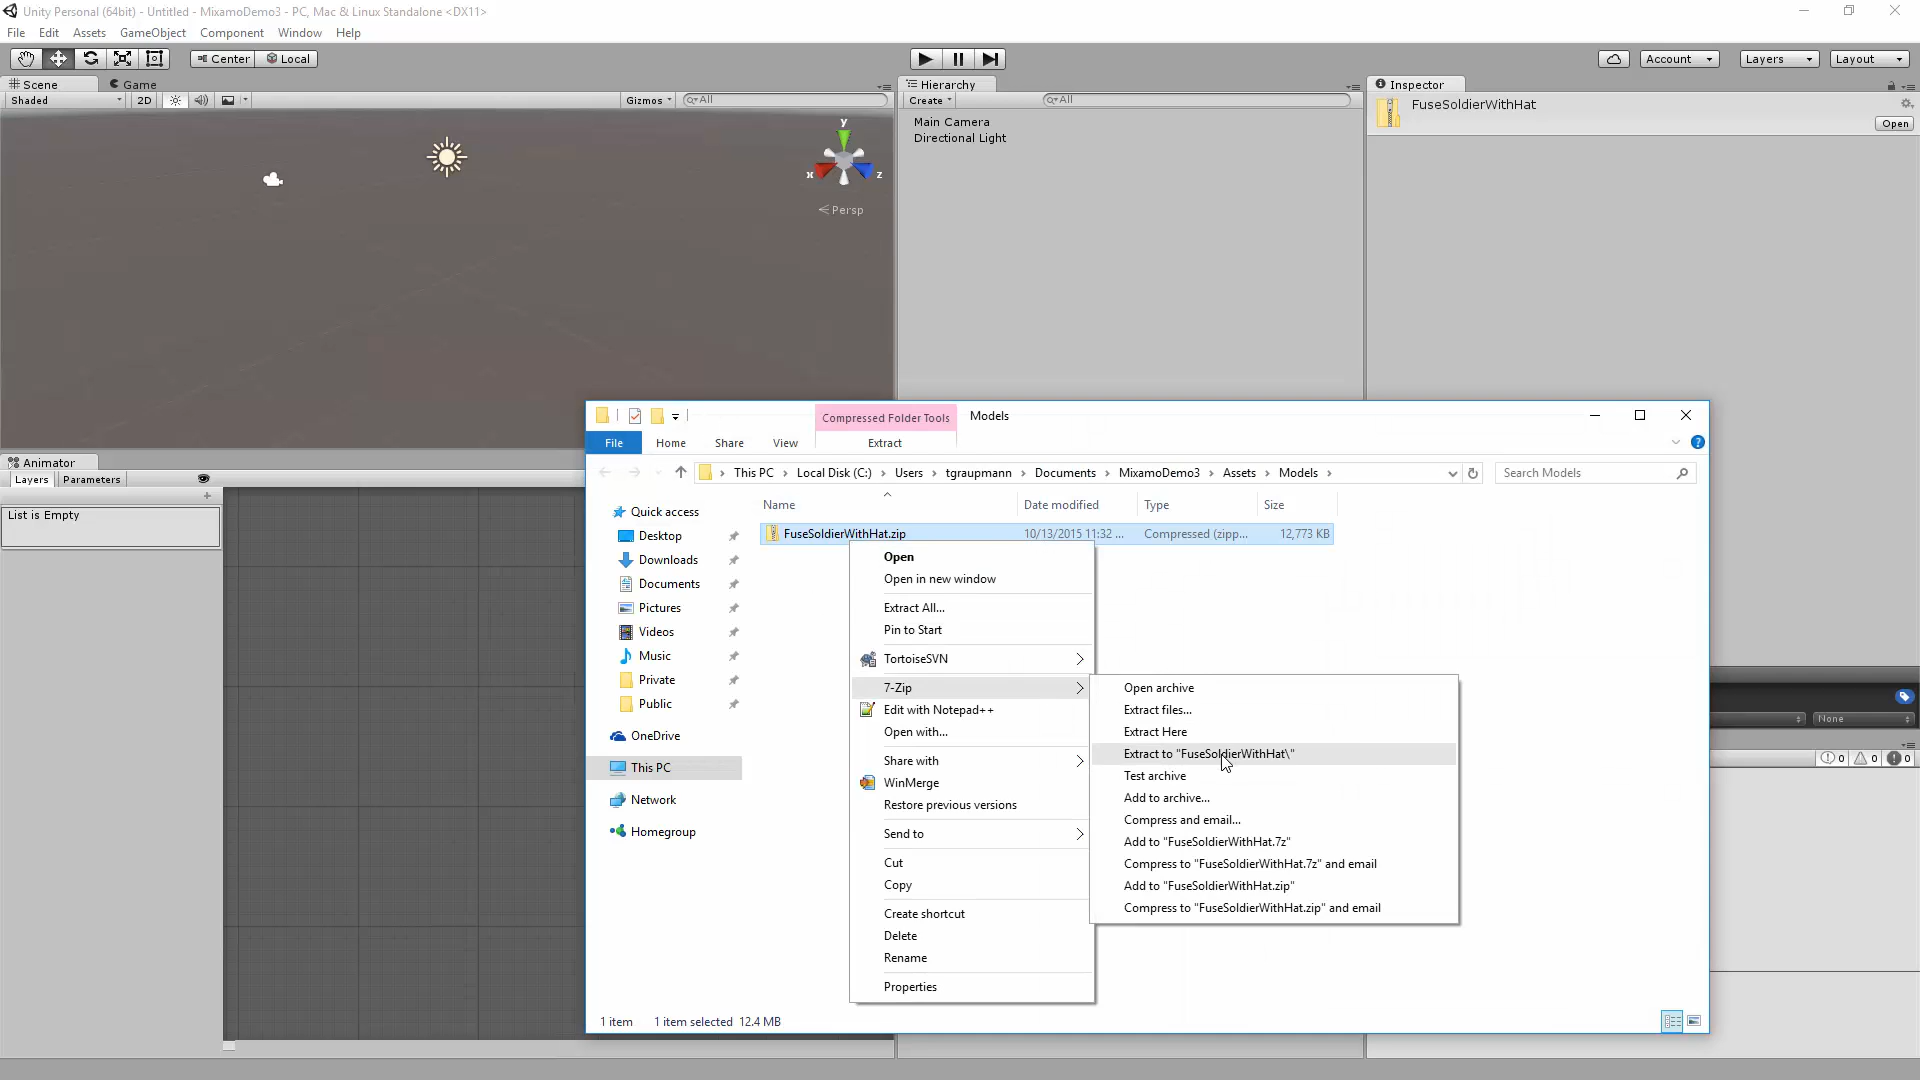 Unity Personal (64bit) - Untitled - MixamoDemo3 - PC, Mac & Linux Standalone <DX11>
File Edit Assets GameObject Component Window Help
Center Local
Account Layers Layout
Scene Game
Shaded 2D Gizmos All
y
x z
Persp
Hierarchy
Create All
Main Camera
Directional Light
Inspector
FuseSoldierWithHat
Open
Animator
Layers Parameters
List is Empty
Compressed Folder Tools Models
File Home Share View Extract
This PC Local Disk (C:) Users tgraupmann Documents MixamoDemo3 Assets Models Search Models
Name Date modified Type Size
FuseSoldierWithHat.zip 10/13/2015 11:32 ... Compressed (zipp... 12,773 KB
Quick access
Desktop
Downloads
Documents
Pictures
Videos
Music
Private
Public
OneDrive
This PC
Network
Homegroup
Open
Open in new window
Extract All...
Pin to Start
TortoiseSVN
7-Zip
Edit with Notepad++
Open with...
Share with
WinMerge
Restore previous versions
Send to
Cut
Copy
Create shortcut
Delete
Rename
Properties
Open archive
Extract files...
Extract Here
Extract to "FuseSoldierWithHat\"
Test archive
Add to archive...
Compress and email...
Add to "FuseSoldierWithHat.7z"
Compress to "FuseSoldierWithHat.7z" and email
Add to "FuseSoldierWithHat.zip"
Compress to "FuseSoldierWithHat.zip" and email
None
0 0 0
1 item 1 item selected 12.4 MB